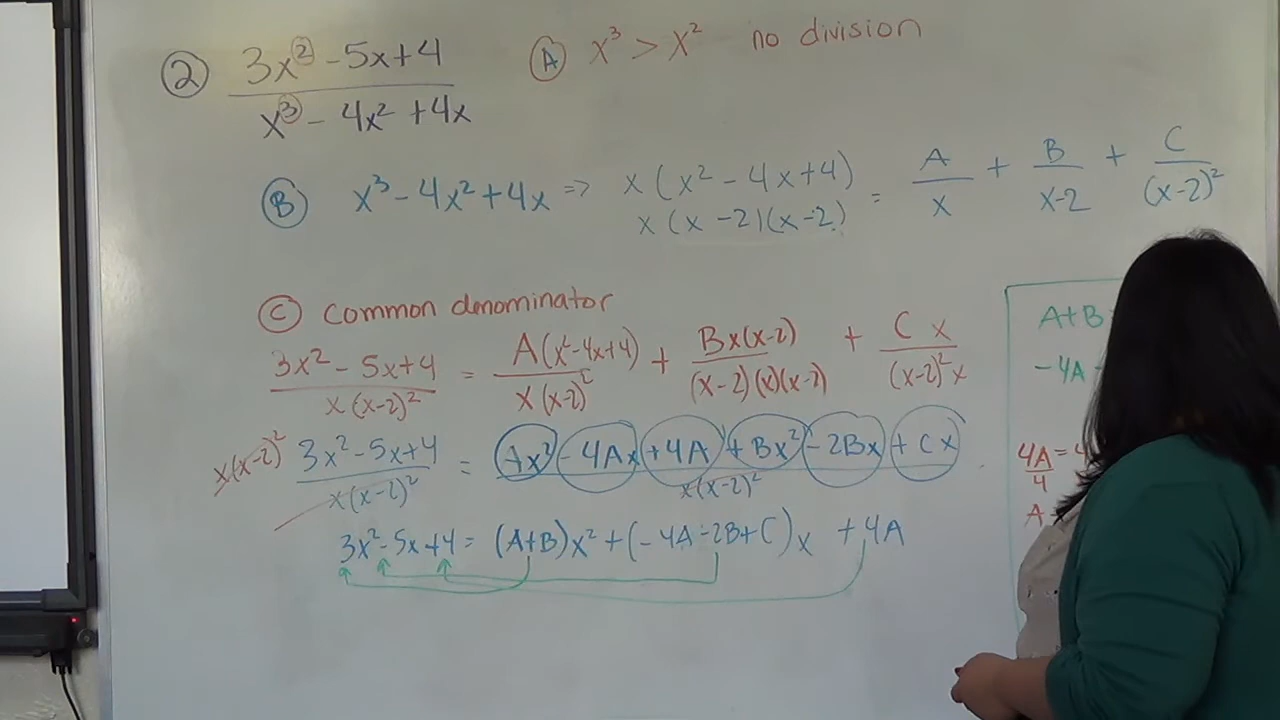 ② 3x² - 5x + 4 Ⓐ x³ > x² no division
x³ - 4x² + 4x
Ⓑ x³ - 4x² + 4x ⇒ x(x² - 4x + 4) = A/x + B/x-2 + C/(x-2)²
x(x - 2)(x - 2)
Ⓒ common denominator
3x² - 5x + 4 / x(x-2)² = A(x² - 4x + 4) / x(x-2)² + Bx(x-2) / (x-2)(x)(x-2) + Cx / (x-2)² x
x(x-2)² 3x² - 5x + 4 / x(x-2)² = Ax² - 4Ax + 4A + Bx² - 2Bx + Cx / x(x-2)²
3x² - 5x + 4 = (A+B)x² + (-4A - 2B + C)x + 4A
A+B
-4A
4A = 4
4
A